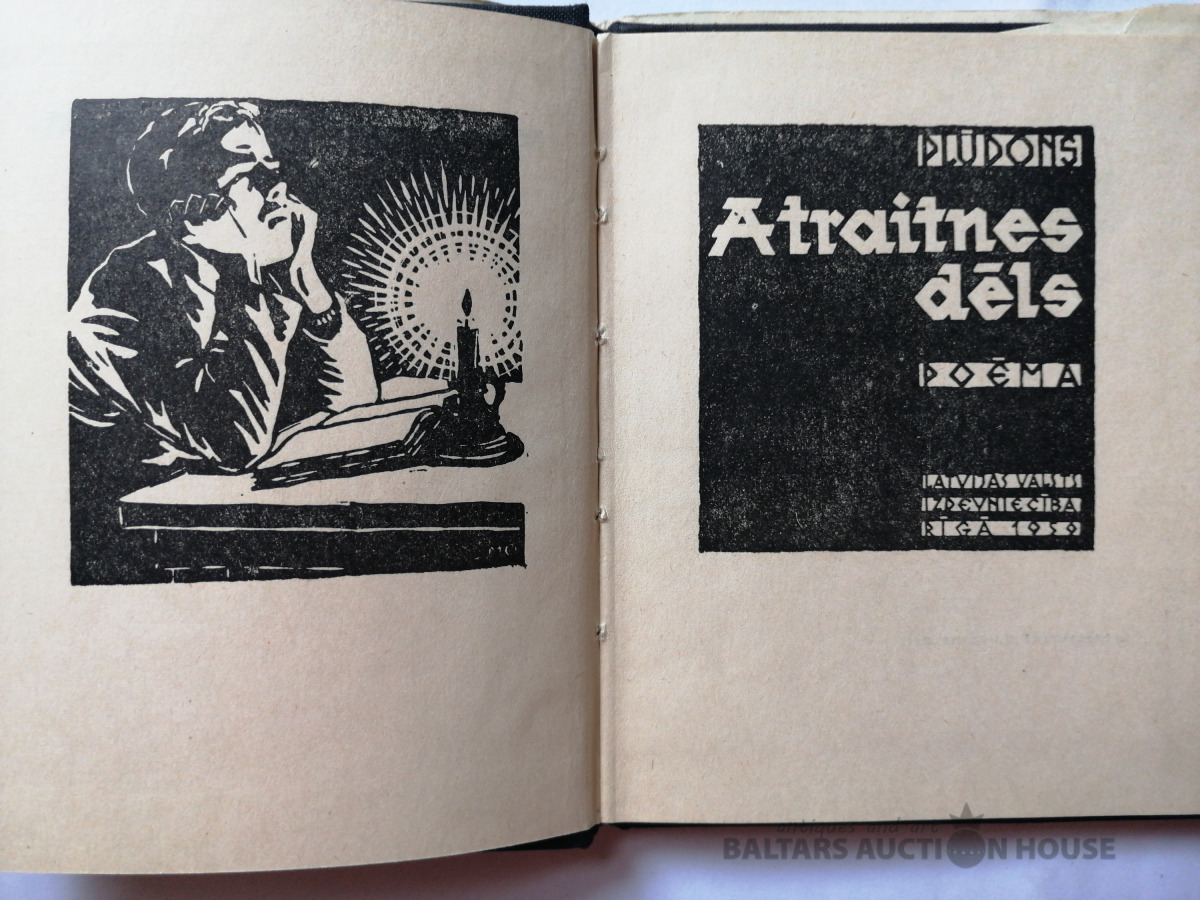 PLŪDONS
Atraitnes
dēls
POĒMA
LATVIJAS VALSTS
IZDEVNIECĪBA
RĪGĀ 1959
antiques and art
BALTARS AUCTION HOUSE